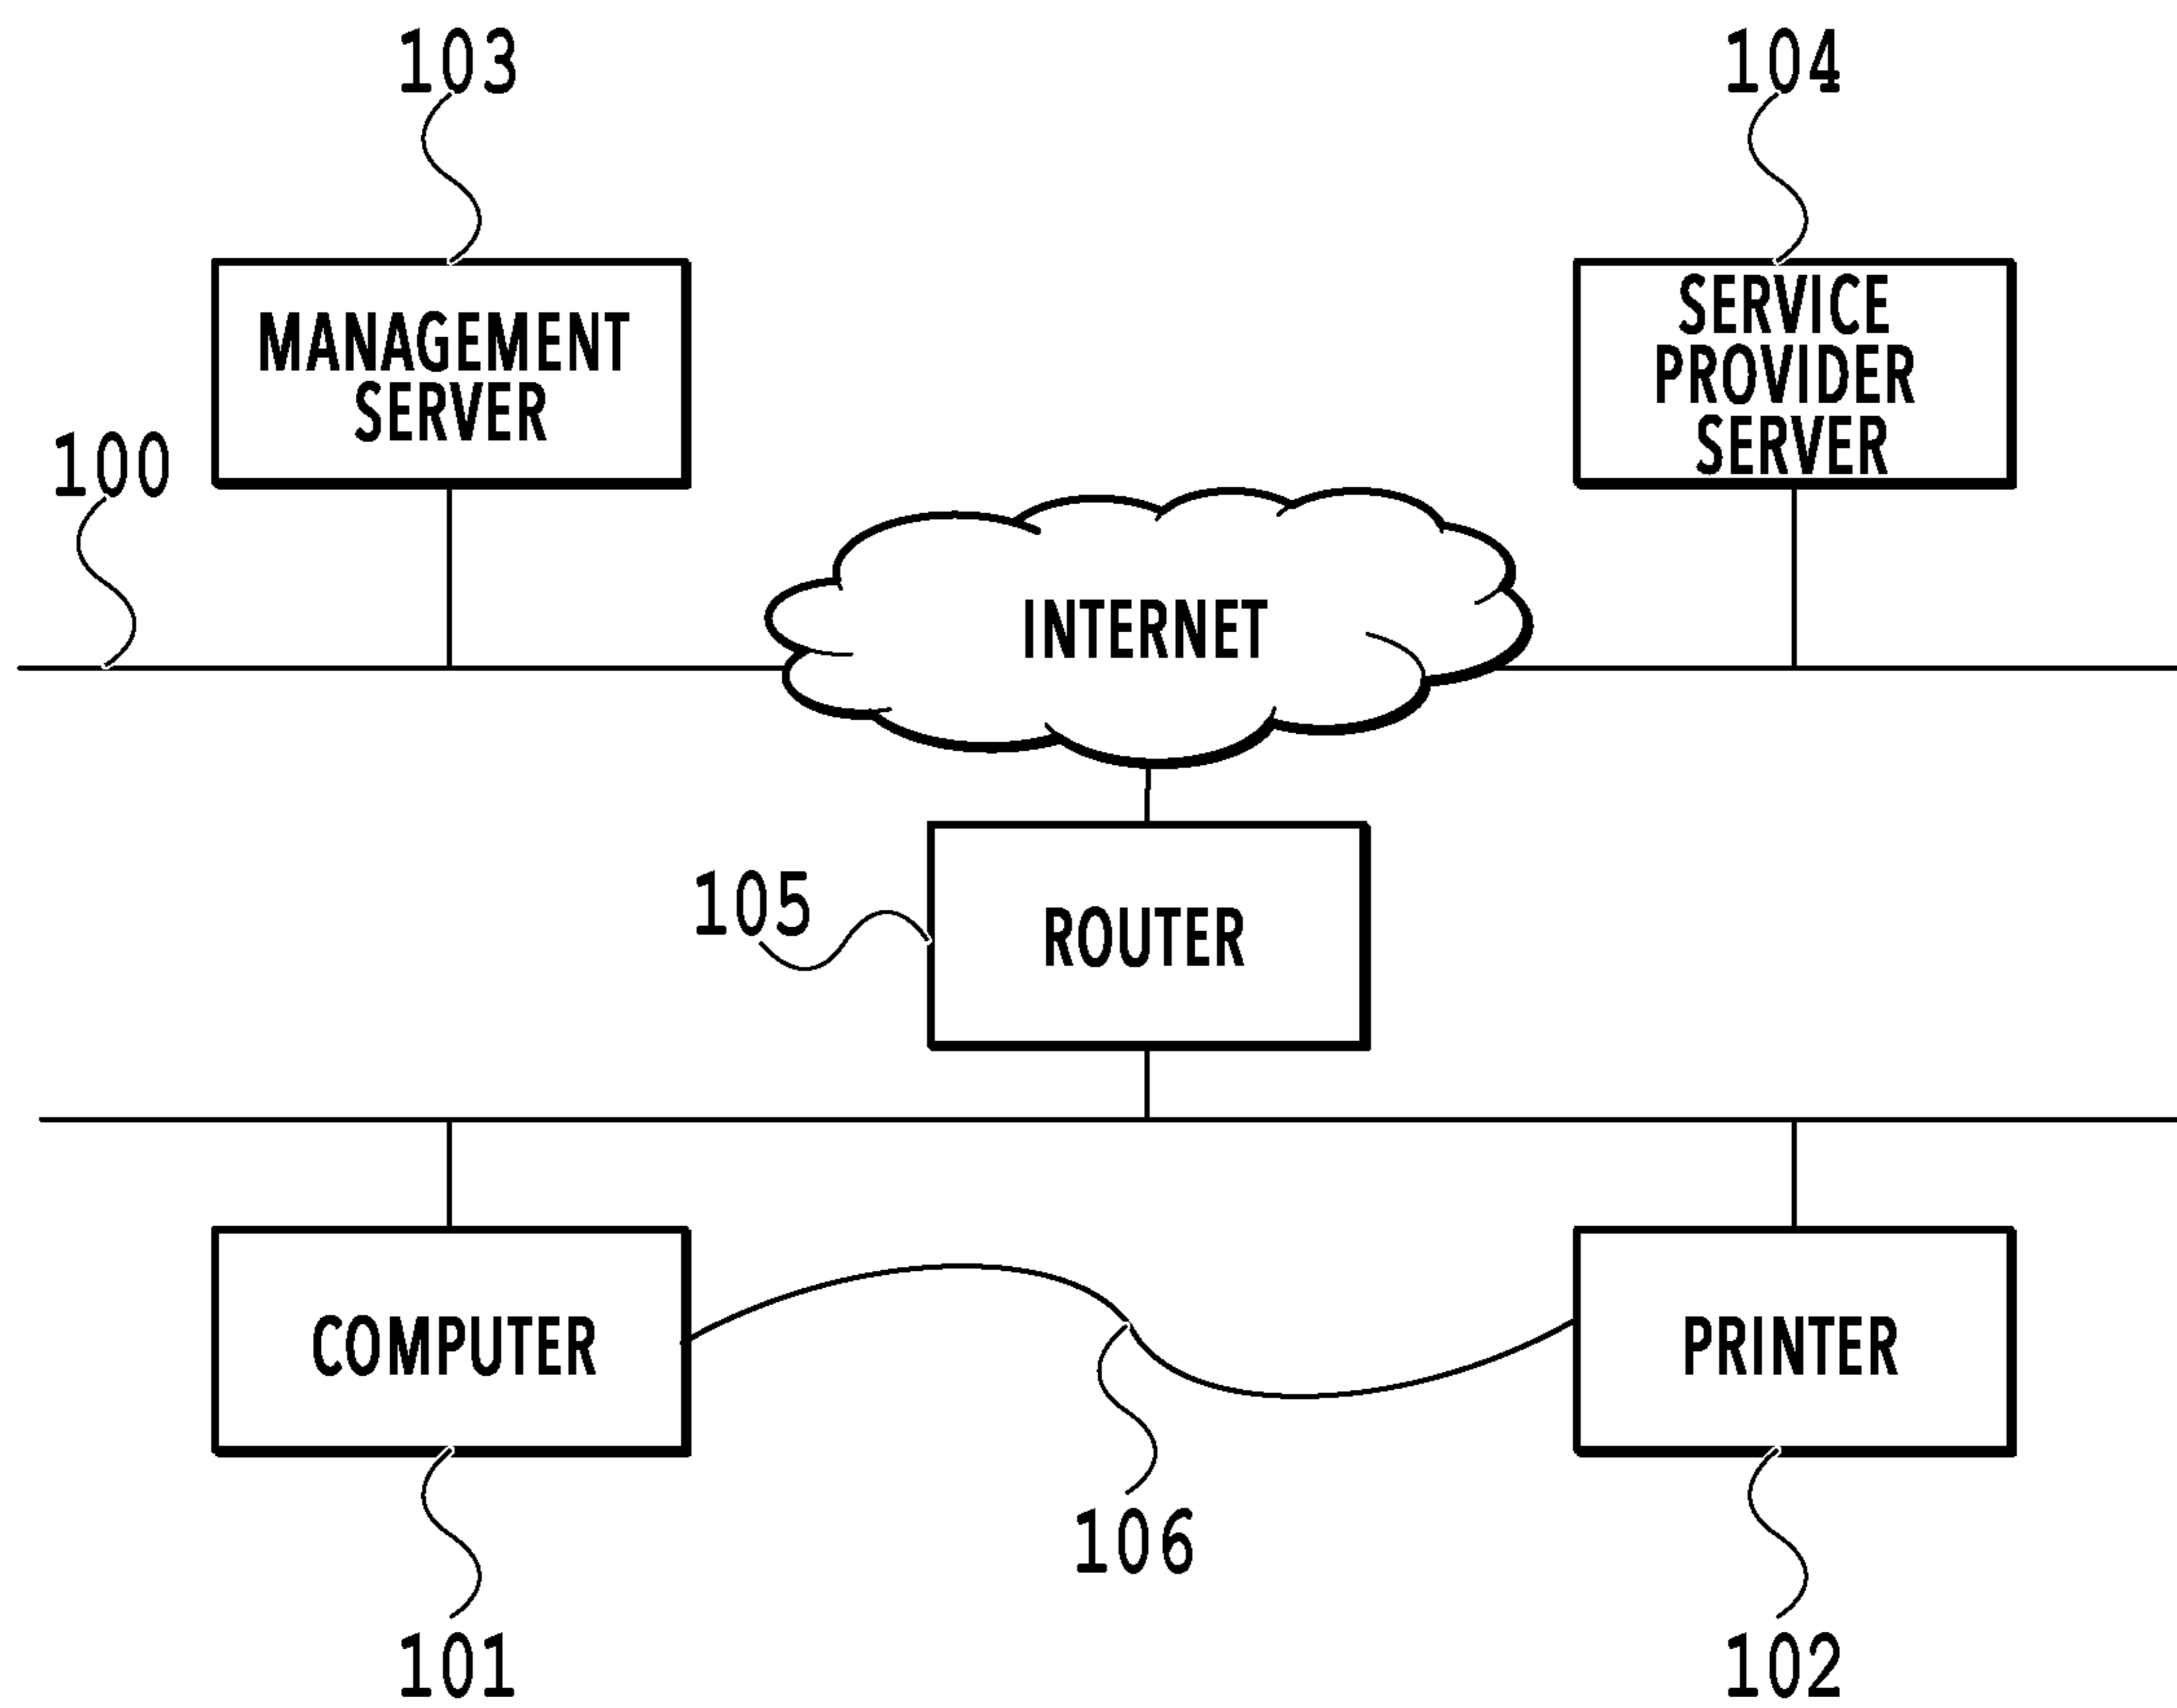 103
104
MANAGEMENT
SERVER
SERVICE
PROVIDER
SERVER
100
INTERNET
105
ROUTER
COMPUTER
PRINTER
106
101
102